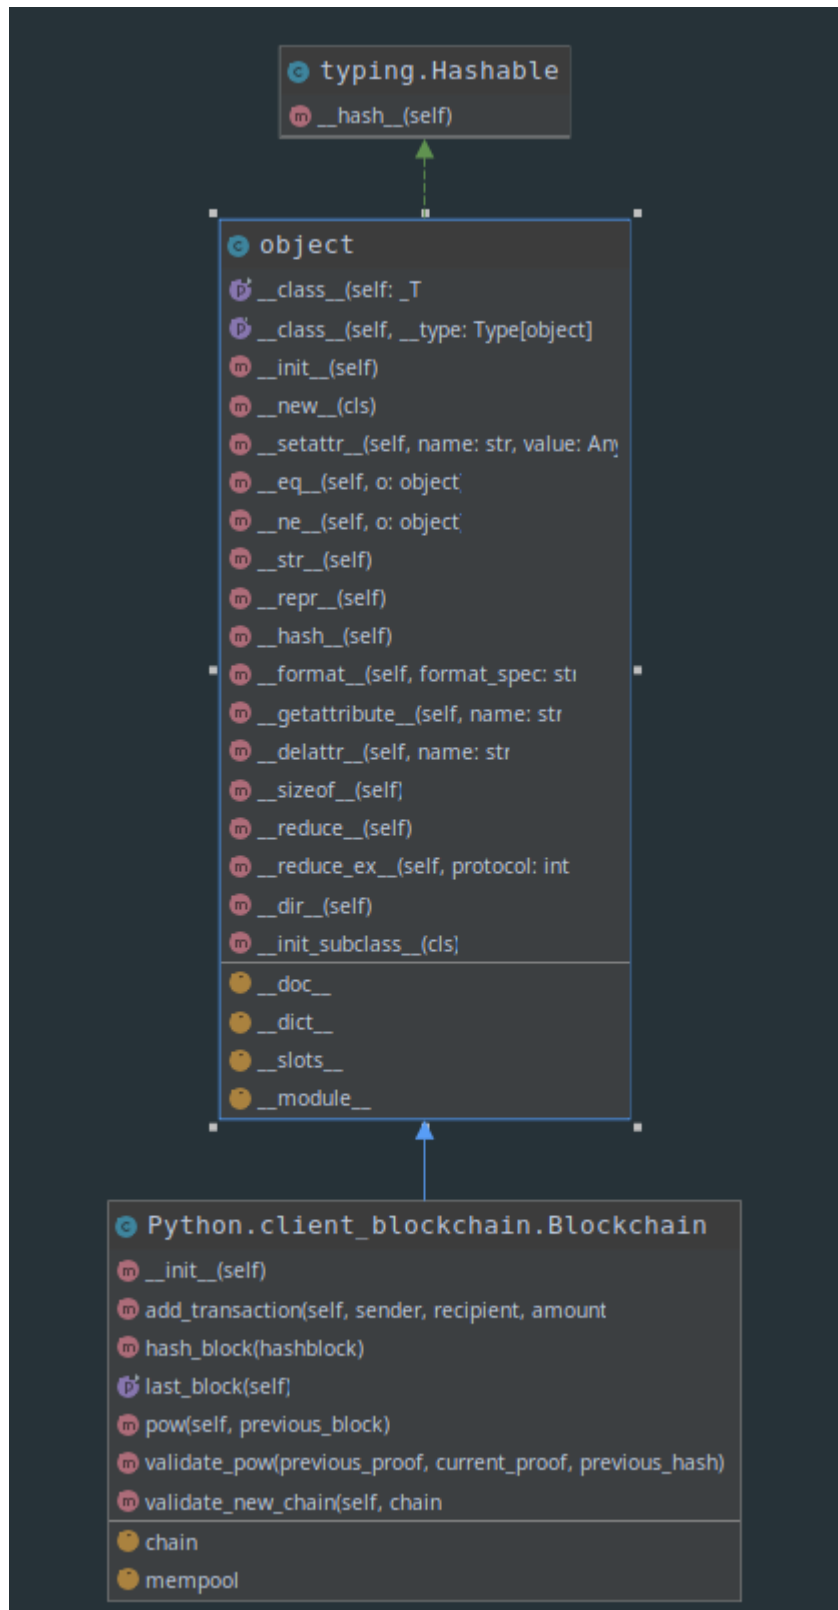 typing.Hashable
__hash__(self)
object
__class__(self: _T
__class__(self, __type: Type[object]
__init__(self)
__new__(cls)
__setattr__(self, name: str, value: Any
__eq__(self, o: object)
__ne__(self, o: object)
__str__(self)
__repr__(self)
__hash__(self)
__format__(self, format_spec: str
__getattribute__(self, name: str
__delattr__(self, name: str
__sizeof__(self)
__reduce__(self)
__reduce_ex__(self, protocol: int
__dir__(self)
__init_subclass__(cls)
__doc__
__dict__
__slots__
__module__
Python.client_blockchain.Blockchain
__init__(self)
add_transaction(self, sender, recipient, amount
hash_block(hashblock)
last_block(self)
pow(self, previous_block)
validate_pow(previous_proof, current_proof, previous_hash)
validate_new_chain(self, chain
chain
mempool